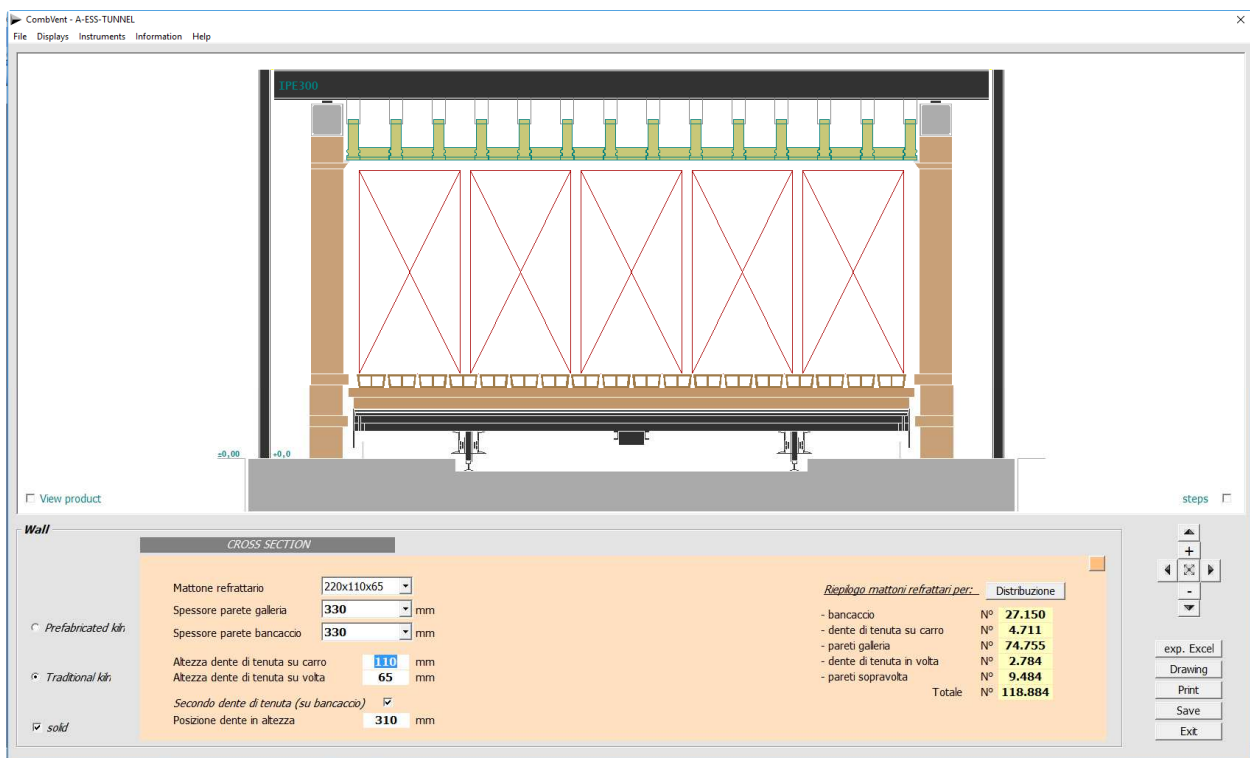 CombVent - A-ESS-TUNNEL
File Displays Instruments Information Help
IPE300
±0,00 +0,0
View product
steps
Wall
CROSS SECTION
Mattone refrattario 220x110x65
Spessore parete galleria 330 mm
Spessore parete bancaccio 330 mm
Altezza dente di tenuta su carro 110 mm
Altezza dente di tenuta su volta 65 mm
Secondo dente di tenuta (su bancaccio)
Posizione dente in altezza 310 mm
Prefabricated kiln
Traditional kiln
solid
Riepilogo mattoni refrattari per: Distribuzione
- bancaccio N° 27.150
- dente di tenuta su carro N° 4.711
- pareti galleria N° 74.755
- dente di tenuta in volta N° 2.784
- pareti sopravolta N° 9.484
Totale N° 118.884
+
-
exp. Excel
Drawing
Print
Save
Exit